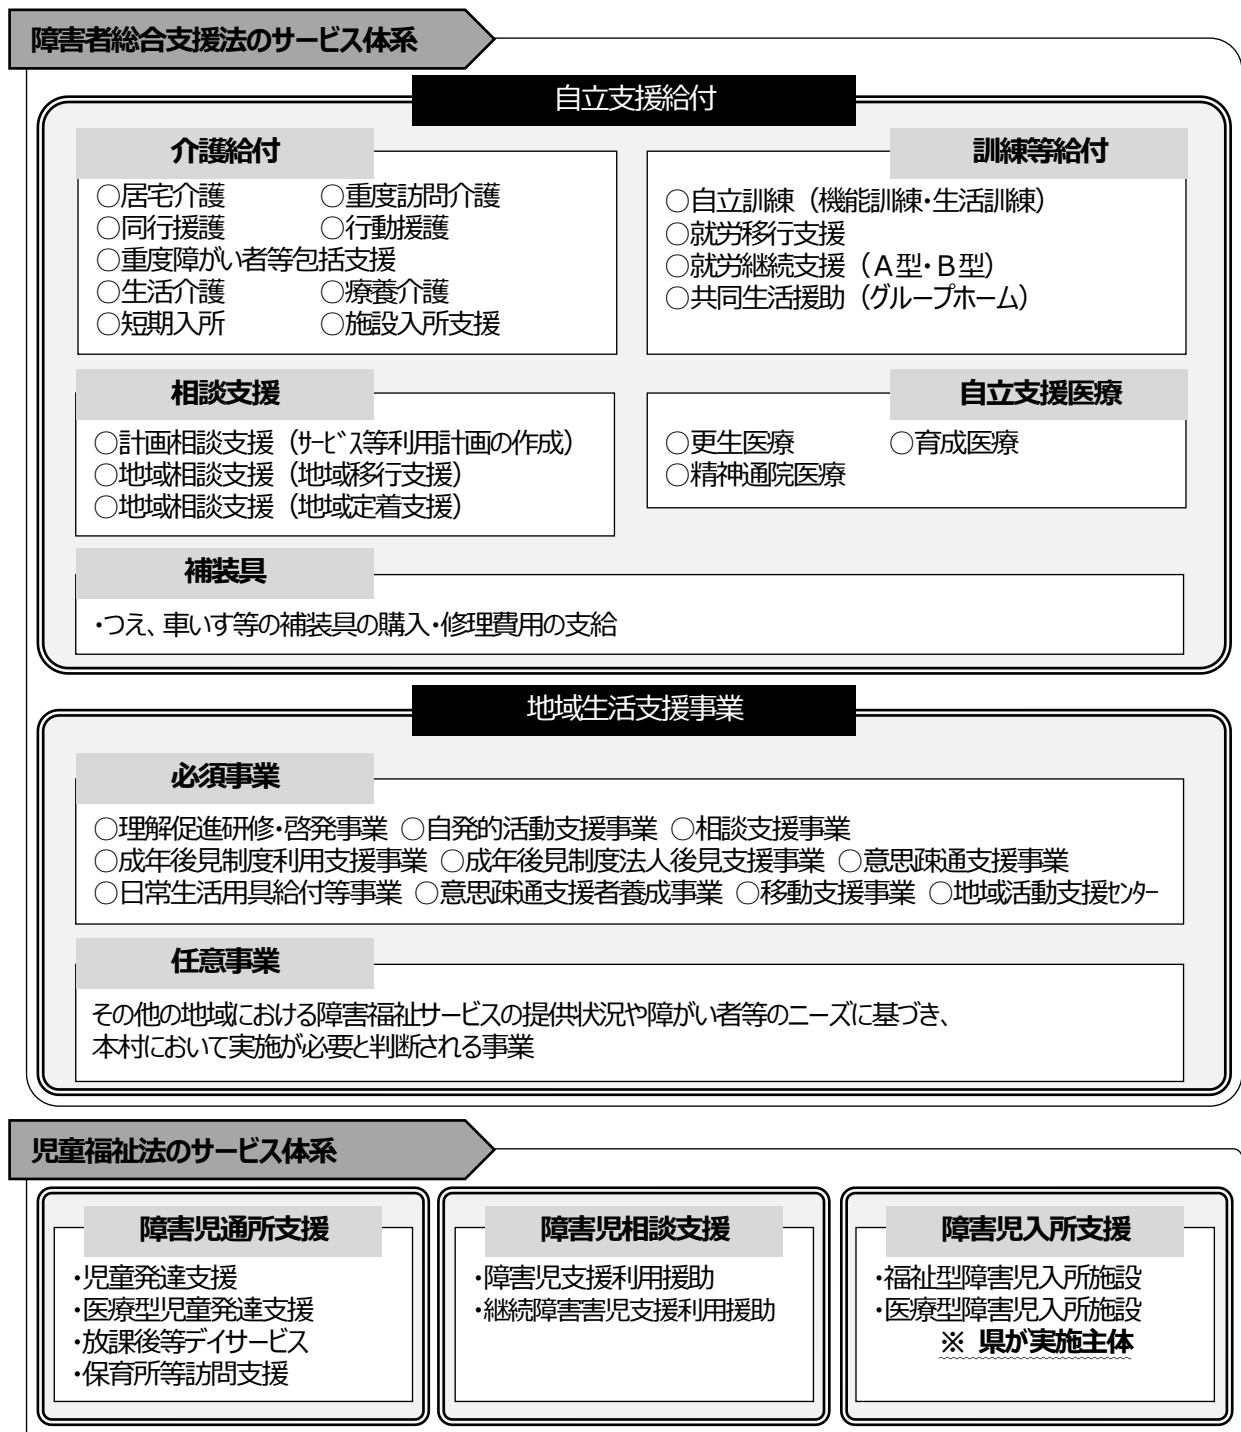 障害者総合支援法のサービス体系
自立支援給付
介護給付
○居宅介護 ○重度訪問介護
○同行援護 ○行動援護
○重度障がい者等包括支援
○生活介護 ○療養介護
○短期入所 ○施設入所支援
訓練等給付
○自立訓練（機能訓練・生活訓練）
○就労移行支援
○就労継続支援（Ａ型・Ｂ型）
○共同生活援助（グループホーム）
相談支援
○計画相談支援（ｻｰﾋﾞｽ等利用計画の作成）
○地域相談支援（地域移行支援）
○地域相談支援（地域定着支援）
自立支援医療
○更生医療 ○育成医療
○精神通院医療
補装具
・つえ、車いす等の補装具の購入・修理費用の支給
地域生活支援事業
必須事業
○理解促進研修・啓発事業 ○自発的活動支援事業 ○相談支援事業
○成年後見制度利用支援事業 ○成年後見制度法人後見支援事業 ○意思疎通支援事業
○日常生活用具給付等事業 ○意思疎通支援者養成事業 ○移動支援事業 ○地域活動支援ｾﾝﾀｰ
任意事業
その他の地域における障害福祉サービスの提供状況や障がい者等のニーズに基づき、
本村において実施が必要と判断される事業
児童福祉法のサービス体系
障害児通所支援
・児童発達支援
・医療型児童発達支援
・放課後等デイサービス
・保育所等訪問支援
障害児相談支援
・障害児支援利用援助
・継続障害害児支援利用援助
障害児入所支援
・福祉型障害児入所施設
・医療型障害児入所施設
※ 県が実施主体